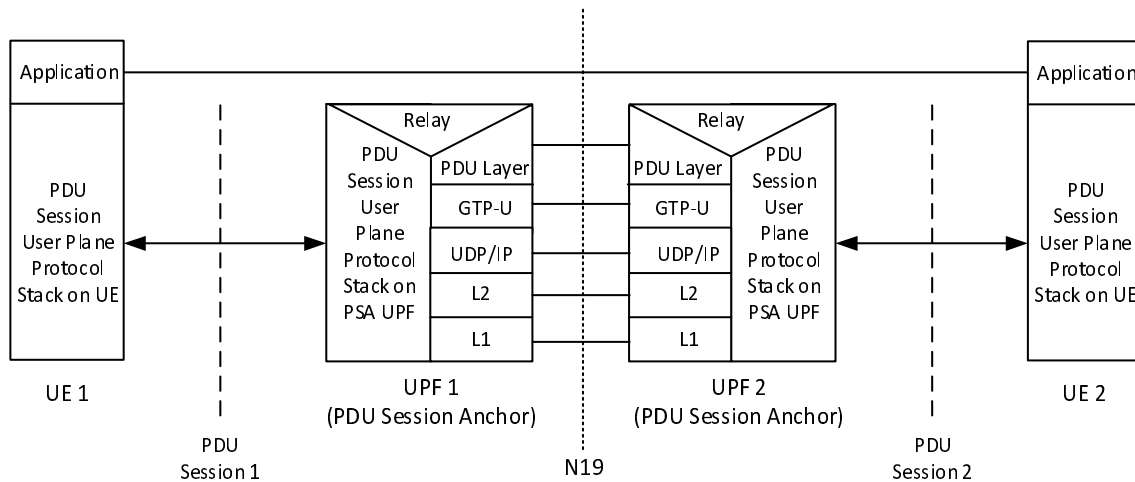 Application
PDU
Session
User Plane
Protocol
Stack on UE
UE 1
PDU
Session 1
Relay
PDU
Session
User
Plane
Protocol
Stack on
PSA UPF
PDU Layer
GTP-U
UDP/IP
L2
L1
UPF 1
(PDU Session Anchor)
N19
Relay
PDU Layer
GTP-U
UDP/IP
L2
L1
PDU
Session
User
Plane
Protocol
Stack on
PSA UPF
UPF 2
(PDU Session Anchor)
PDU
Session 2
Application
PDU
Session
User Plane
Protocol
Stack on UE
UE 2